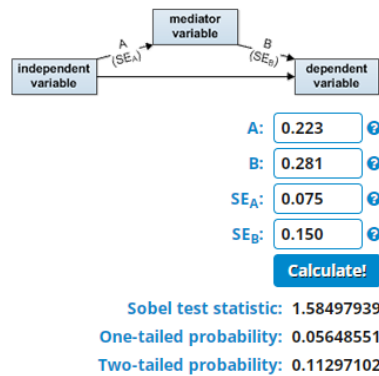 mediator
variable
A
(SEA)
B
(SEB)
independent
variable
dependent
variable
A: 0.223 ?
B: 0.281 ?
SEA: 0.075 ?
SEB: 0.150 ?
Calculate!
Sobel test statistic: 1.58497939
One-tailed probability: 0.05648551
Two-tailed probability: 0.11297102